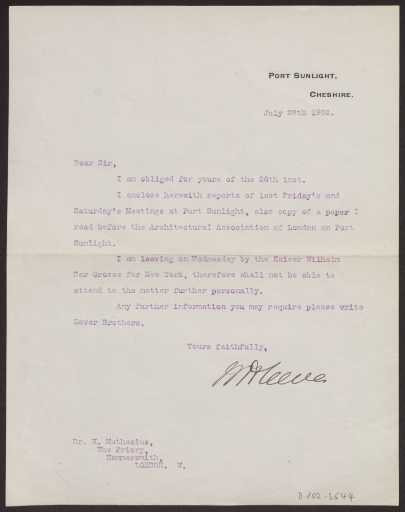 PORT SUNLIGHT,
CHESHIRE.
July 28th 1902.
Dear Sir,
I am obliged for yours of the 26th inst.
I enclose herewith reports of last Friday's and
Saturday's Meetings at Port Sunlight, also copy of a paper I
read before the Architectural Association of London on Port
Sunlight.
I am leaving on Wednesday by the Kaiser Wilhelm
Der Grosse for New York, therefore shall not be able to
attend to the matter further personally.
Any further information you may require please write
Lever Brothers.
Yours faithfully,
Dr. H. Muthesius,
The Priory,
Hammersmith,
LONDON, W.
D 102-2644